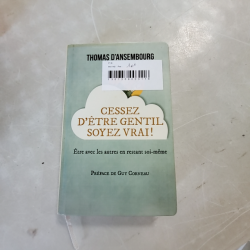 THOMAS D'ANSEMBOURG
CESSEZ
D'ÊTRE GENTIL
SOYEZ VRAI!
Être avec les autres en restant soi-même
PRÉFACE DE GUY CORNEAU